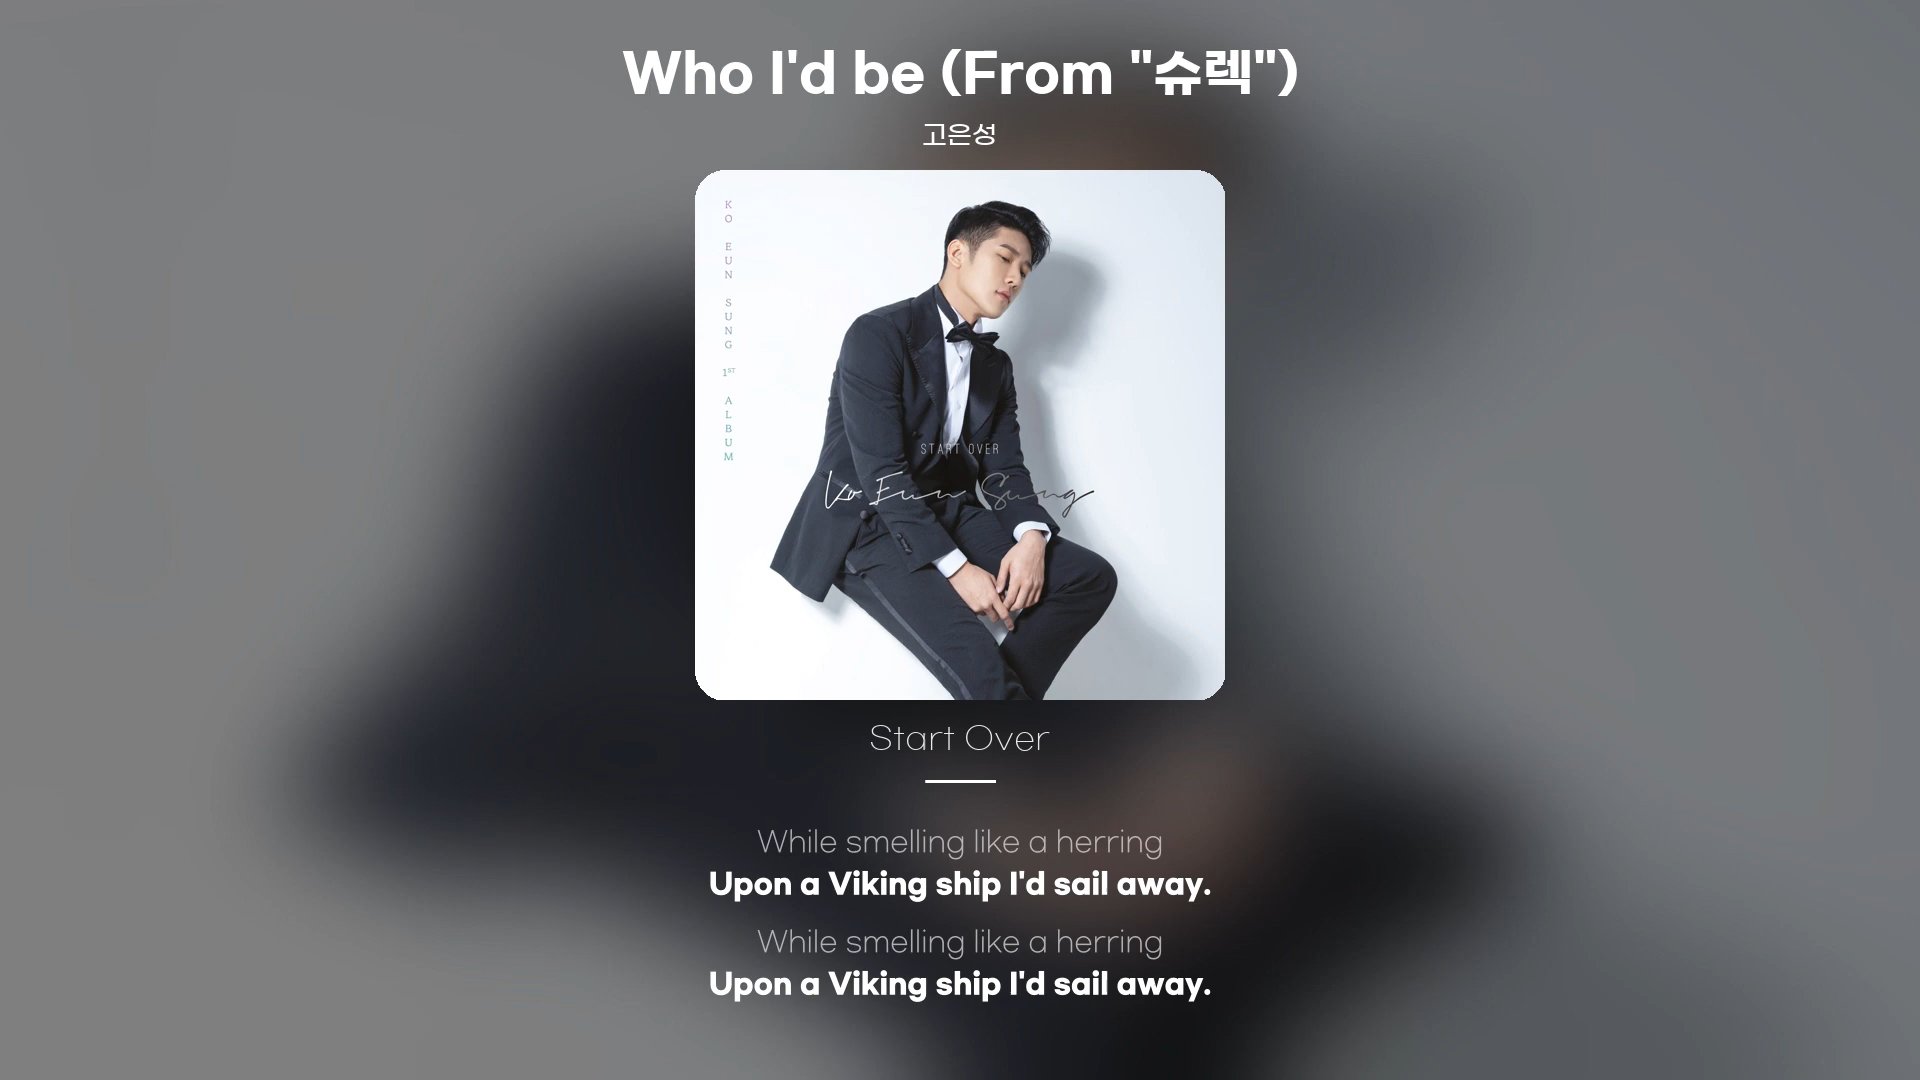 Who I'd be (From "슈렉")
고은성
KO EUN SUNG 1ST ALBUM
START OVER
Ko Eun Sung
Start Over
While smelling like a herring
Upon a Viking ship I'd sail away.
While smelling like a herring
Upon a Viking ship I'd sail away.